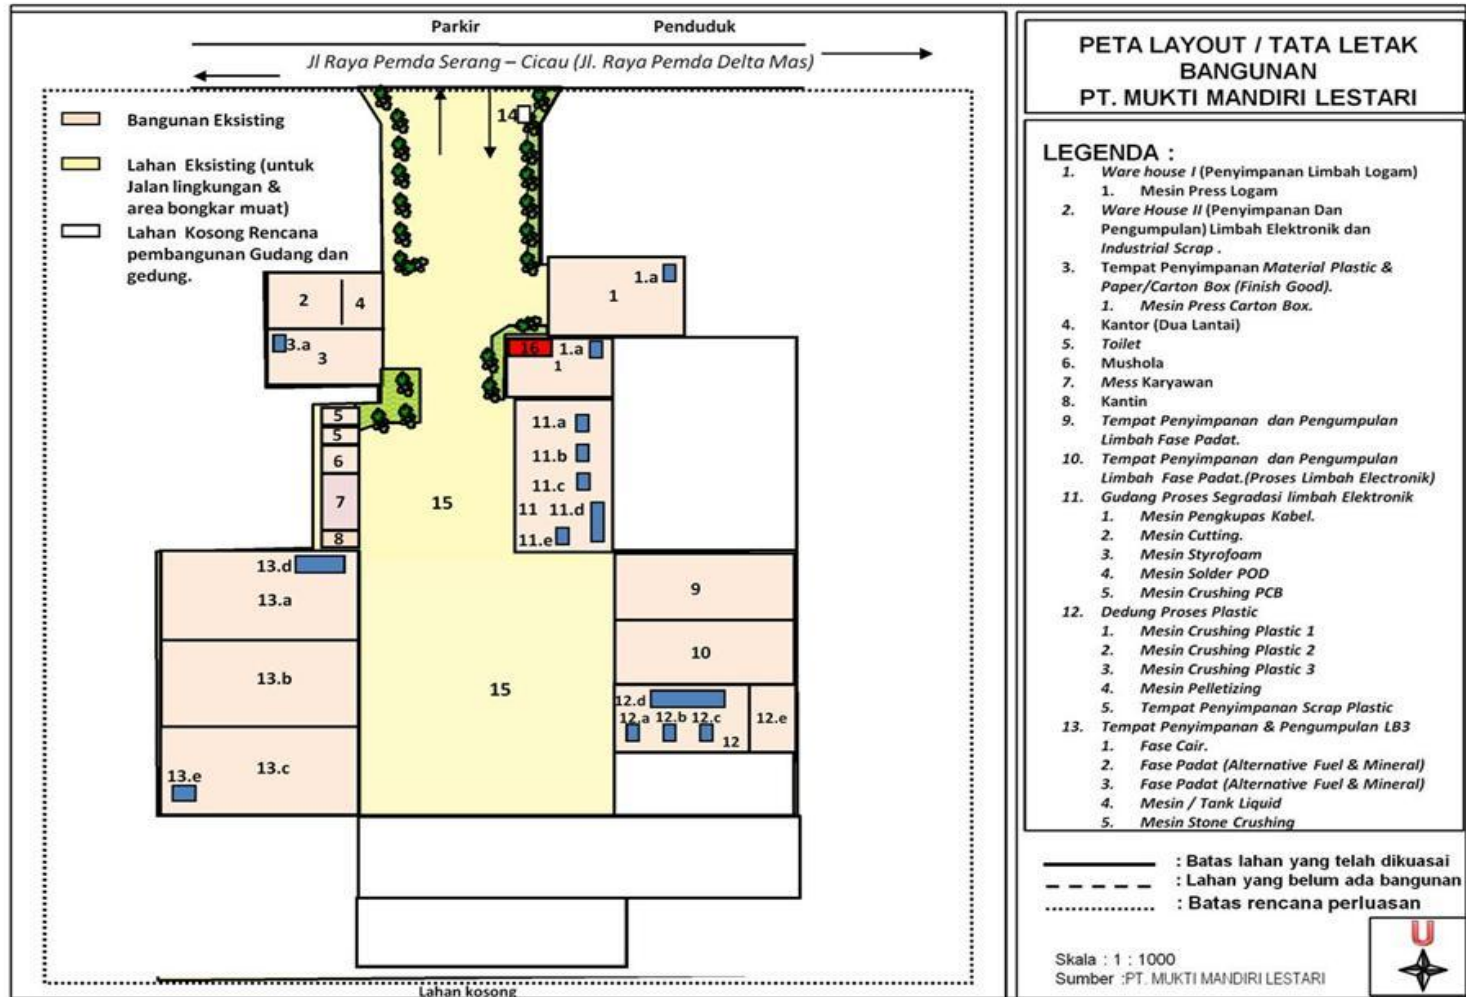 Parkir
Penduduk
Jl Raya Pemda Serang – Cicau (Jl. Raya Pemda Delta Mas)
Bangunan Eksisting
Lahan Eksisting (untuk
Jalan lingkungan &
area bongkar muat)
Lahan Kosong Rencana
pembangunan Gudang dan
gedung.
14
1.a
1
2
4
3.a
3
16
1.a
1
5
5
6
7
8
11.a
11.b
11.c
11
11.d
11.e
15
13.d
13.a
13.b
13.c
13.e
9
10
15
12.d
12.a
12.b
12.c
12
12.e
Lahan kosong
PETA LAYOUT / TATA LETAK
BANGUNAN
PT. MUKTI MANDIRI LESTARI
LEGENDA :
1. Ware house I (Penyimpanan Limbah Logam)
1. Mesin Press Logam
2. Ware House II (Penyimpanan Dan
Pengumpulan) Limbah Elektronik dan
Industrial Scrap .
3. Tempat Penyimpanan Material Plastic &
Paper/Carton Box (Finish Good).
1. Mesin Press Carton Box.
4. Kantor (Dua Lantai)
5. Toilet
6. Mushola
7. Mess Karyawan
8. Kantin
9. Tempat Penyimpanan dan Pengumpulan
Limbah Fase Padat.
10. Tempat Penyimpanan dan Pengumpulan
Limbah Fase Padat.(Proses Limbah Electronik)
11. Gudang Proses Segradasi limbah Elektronik
1. Mesin Pengkupas Kabel.
2. Mesin Cutting.
3. Mesin Styrofoam
4. Mesin Solder POD
5. Mesin Crushing PCB
12. Dedung Proses Plastic
1. Mesin Crushing Plastic 1
2. Mesin Crushing Plastic 2
3. Mesin Crushing Plastic 3
4. Mesin Pelletizing
5. Tempat Penyimpanan Scrap Plastic
13. Tempat Penyimpanan & Pengumpulan LB3
1. Fase Cair.
2. Fase Padat (Alternative Fuel & Mineral)
3. Fase Padat (Alternative Fuel & Mineral)
4. Mesin / Tank Liquid
5. Mesin Stone Crushing
: Batas lahan yang telah dikuasai
: Lahan yang belum ada bangunan
: Batas rencana perluasan
U
Skala : 1 : 1000
Sumber :PT. MUKTI MANDIRI LESTARI